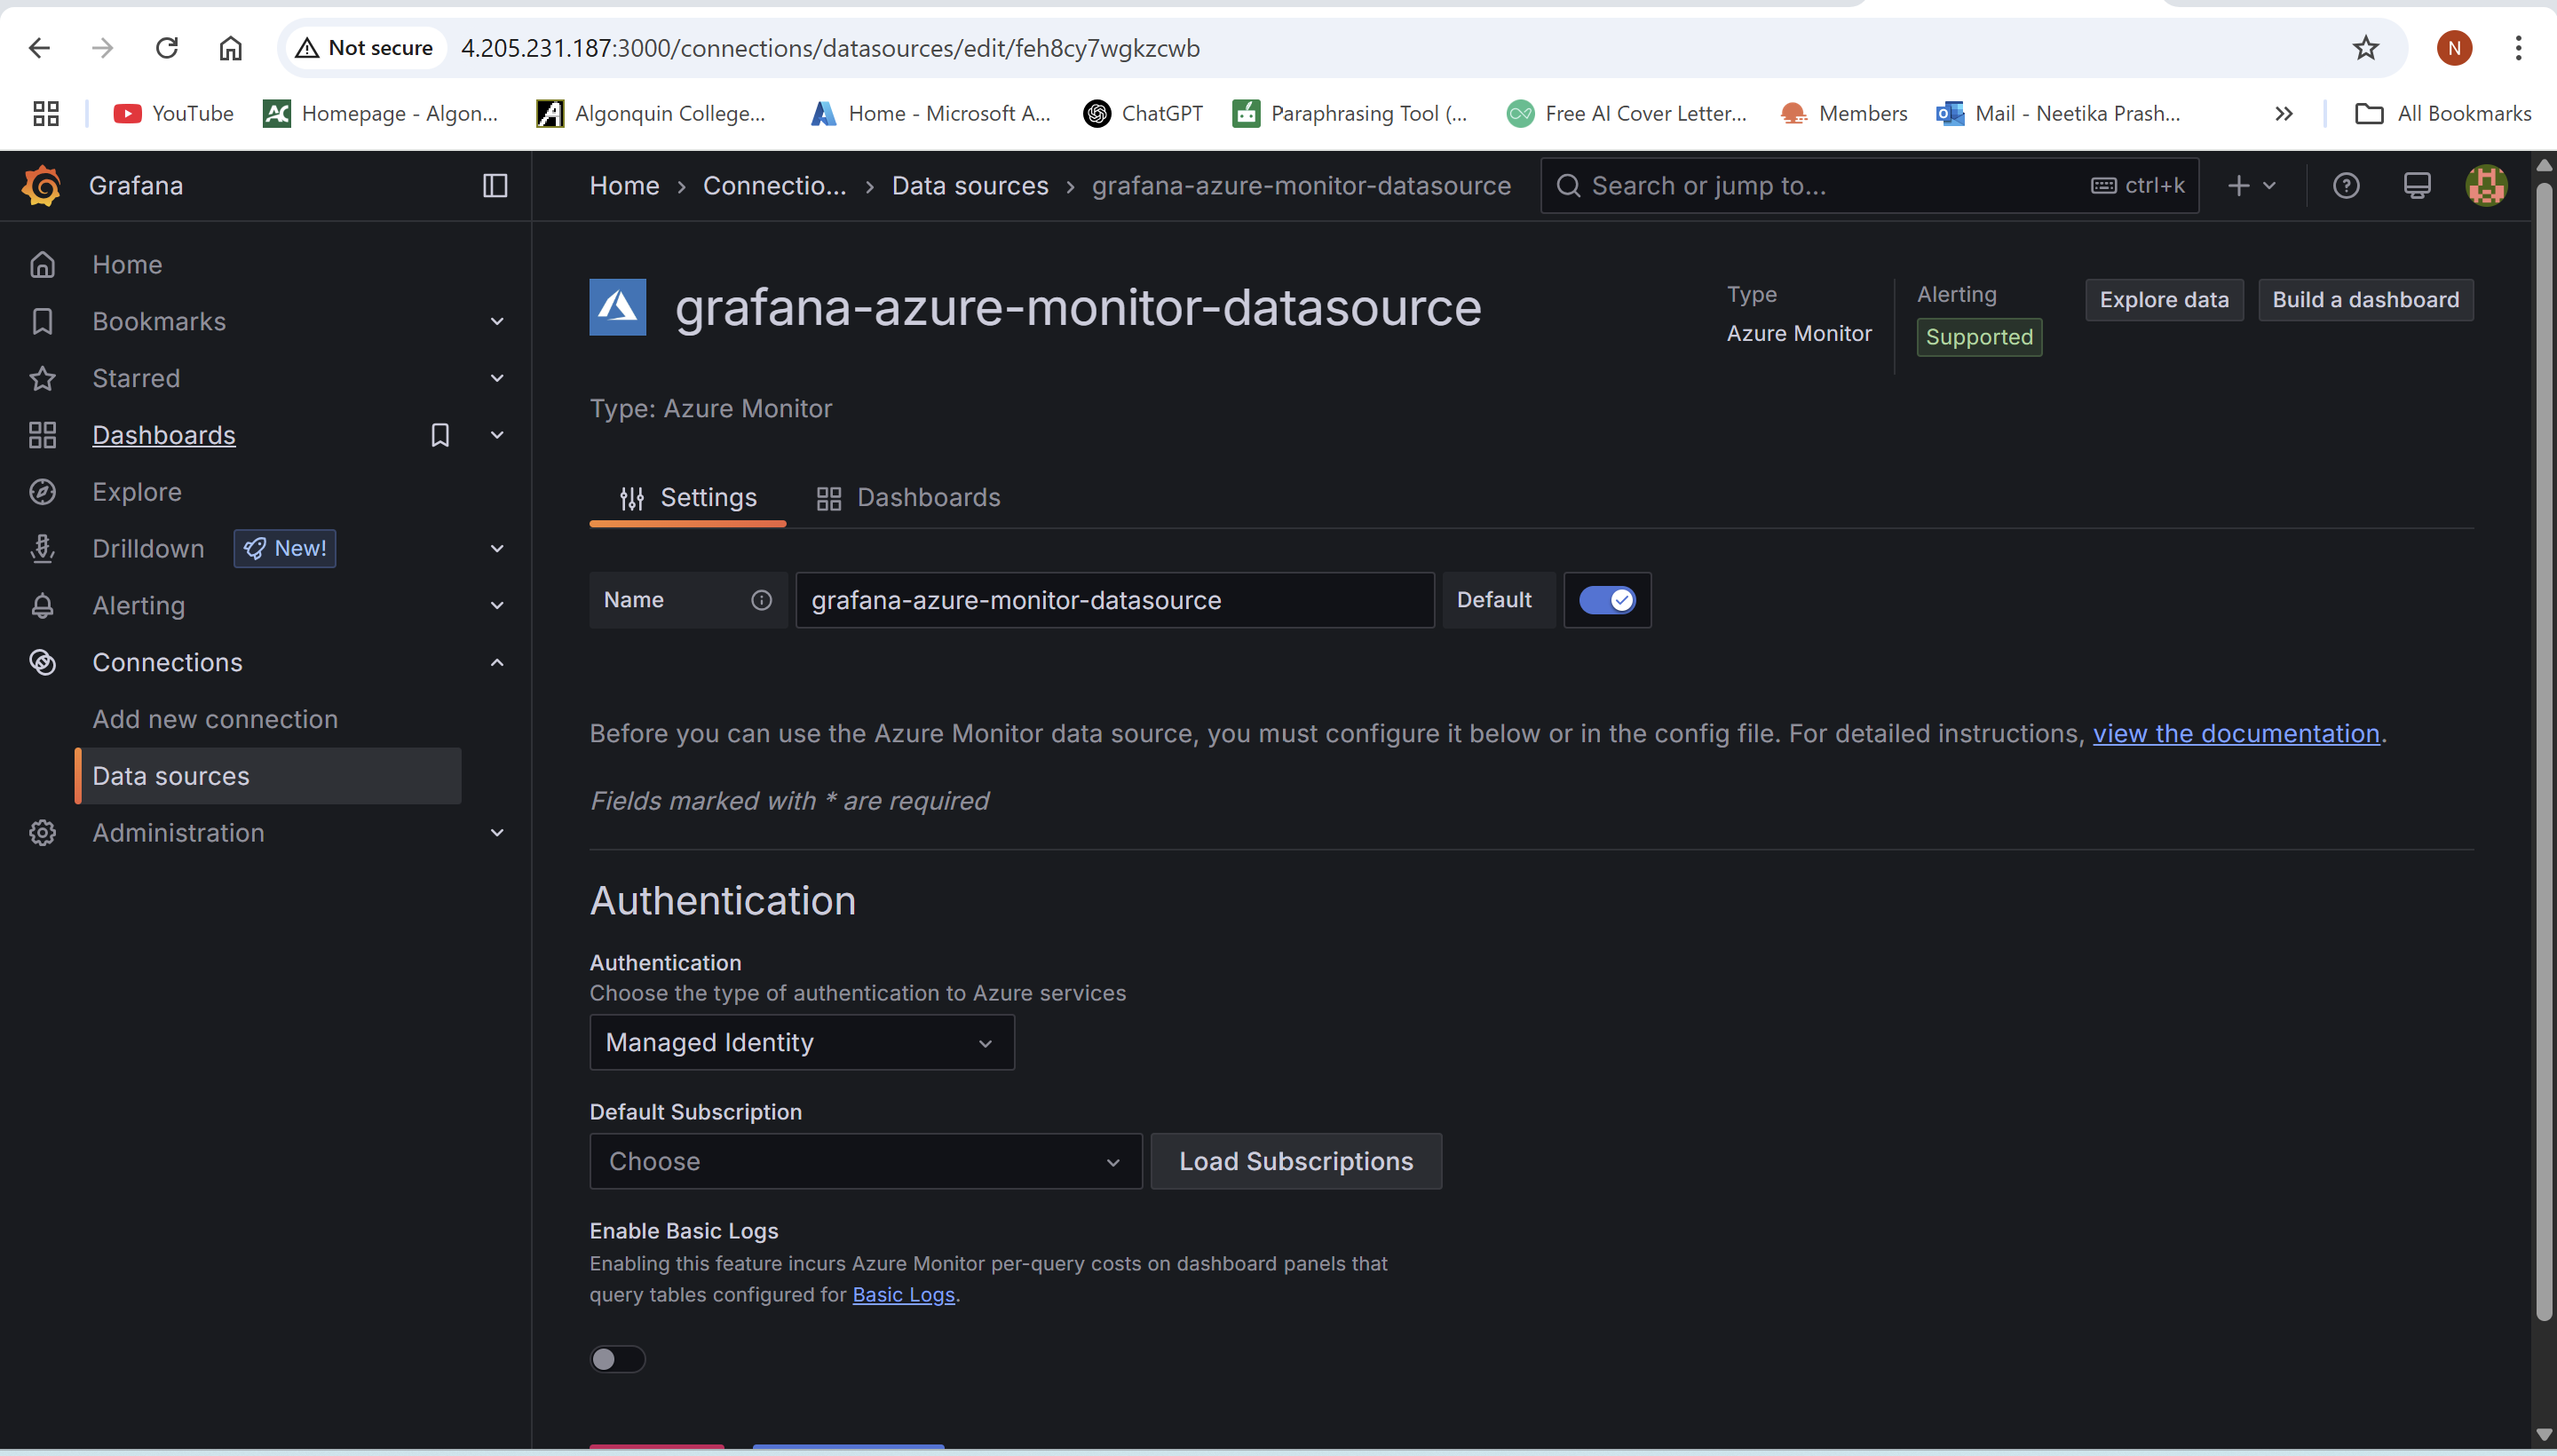 Not secure 4.205.231.187:3000/connections/datasources/edit/feh8cy7wgkzcwb N
YouTube Homepage - Algon... Algonquin College... Home - Microsoft A... ChatGPT Paraphrasing Tool (... Free AI Cover Letter... Members Mail - Neetika Prash... All Bookmarks
Grafana Home Connectio... Data sources grafana-azure-monitor-datasource Search or jump to... ctrl+k
Home
Bookmarks
Starred
Dashboards
Explore
Drilldown New!
Alerting
Connections
Add new connection
Data sources
Administration
grafana-azure-monitor-datasource
Type
Azure Monitor
Alerting
Supported
Explore data Build a dashboard
Type: Azure Monitor
Settings Dashboards
Name grafana-azure-monitor-datasource Default
Before you can use the Azure Monitor data source, you must configure it below or in the config file. For detailed instructions, view the documentation.
Fields marked with * are required
Authentication
Authentication
Choose the type of authentication to Azure services
Managed Identity
Default Subscription
Choose Load Subscriptions
Enable Basic Logs
Enabling this feature incurs Azure Monitor per-query costs on dashboard panels that
query tables configured for Basic Logs.